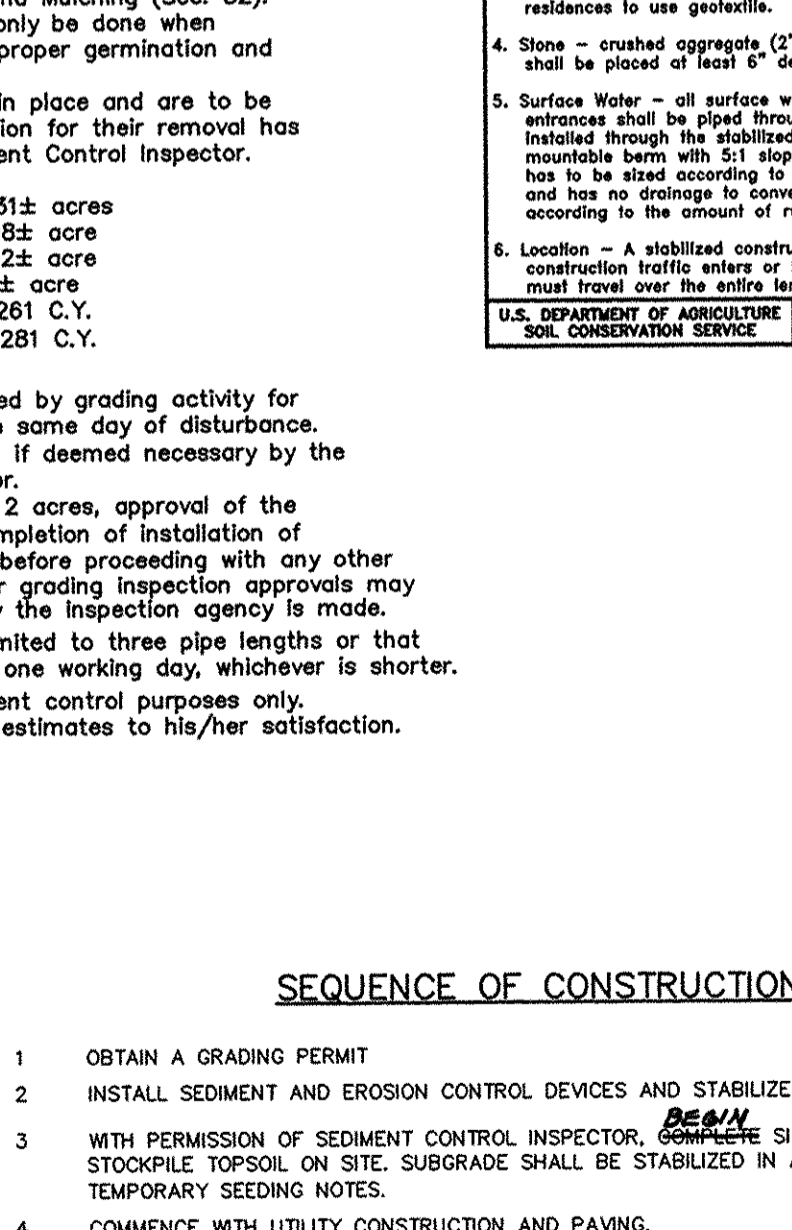 and Mulching (Sec. 52).
only be done when
proper germination and
in place and are to be
tion for their removal has
ent Control Inspector.
31± acres
8± acre
2± acre
± acre
261 C.Y.
281 C.Y.
ed by grading activity for
same day of disturbance.
if deemed necessary by the
or.
2 acres, approval of the
mpletion of installation of
before proceeding with any other
r grading inspection approvals may
y the inspection agency is made.
mited to three pipe lengths or that
one working day, whichever is shorter.
ent control purposes only.
estimates to his/her satisfaction.
residences to use geotextile.
4. Stone - crushed aggregate (2"
shall be placed at least 6" de
5. Surface Water - all surface w
entrances shall be piped throu
installed through the stabilized
mountable berm with 5:1 slop
has to be sized according to
and has no drainage to conve
according to the amount of r
6. Location - A stabilized constru
construction traffic enters or
must travel over the entire len
U.S. DEPARTMENT OF AGRICULTURE
SOIL CONSERVATION SERVICE
SEQUENCE OF CONSTRUCTION
1 OBTAIN A GRADING PERMIT
2 INSTALL SEDIMENT AND EROSION CONTROL DEVICES AND STABILIZE
BEGIN
3 WITH PERMISSION OF SEDIMENT CONTROL INSPECTOR, COMPLETE SI
STOCKPILE TOPSOIL ON SITE. SUBGRADE SHALL BE STABILIZED IN A
TEMPORARY SEEDING NOTES.
4 COMMENCE WITH UTILITY CONSTRUCTION AND PAVING.